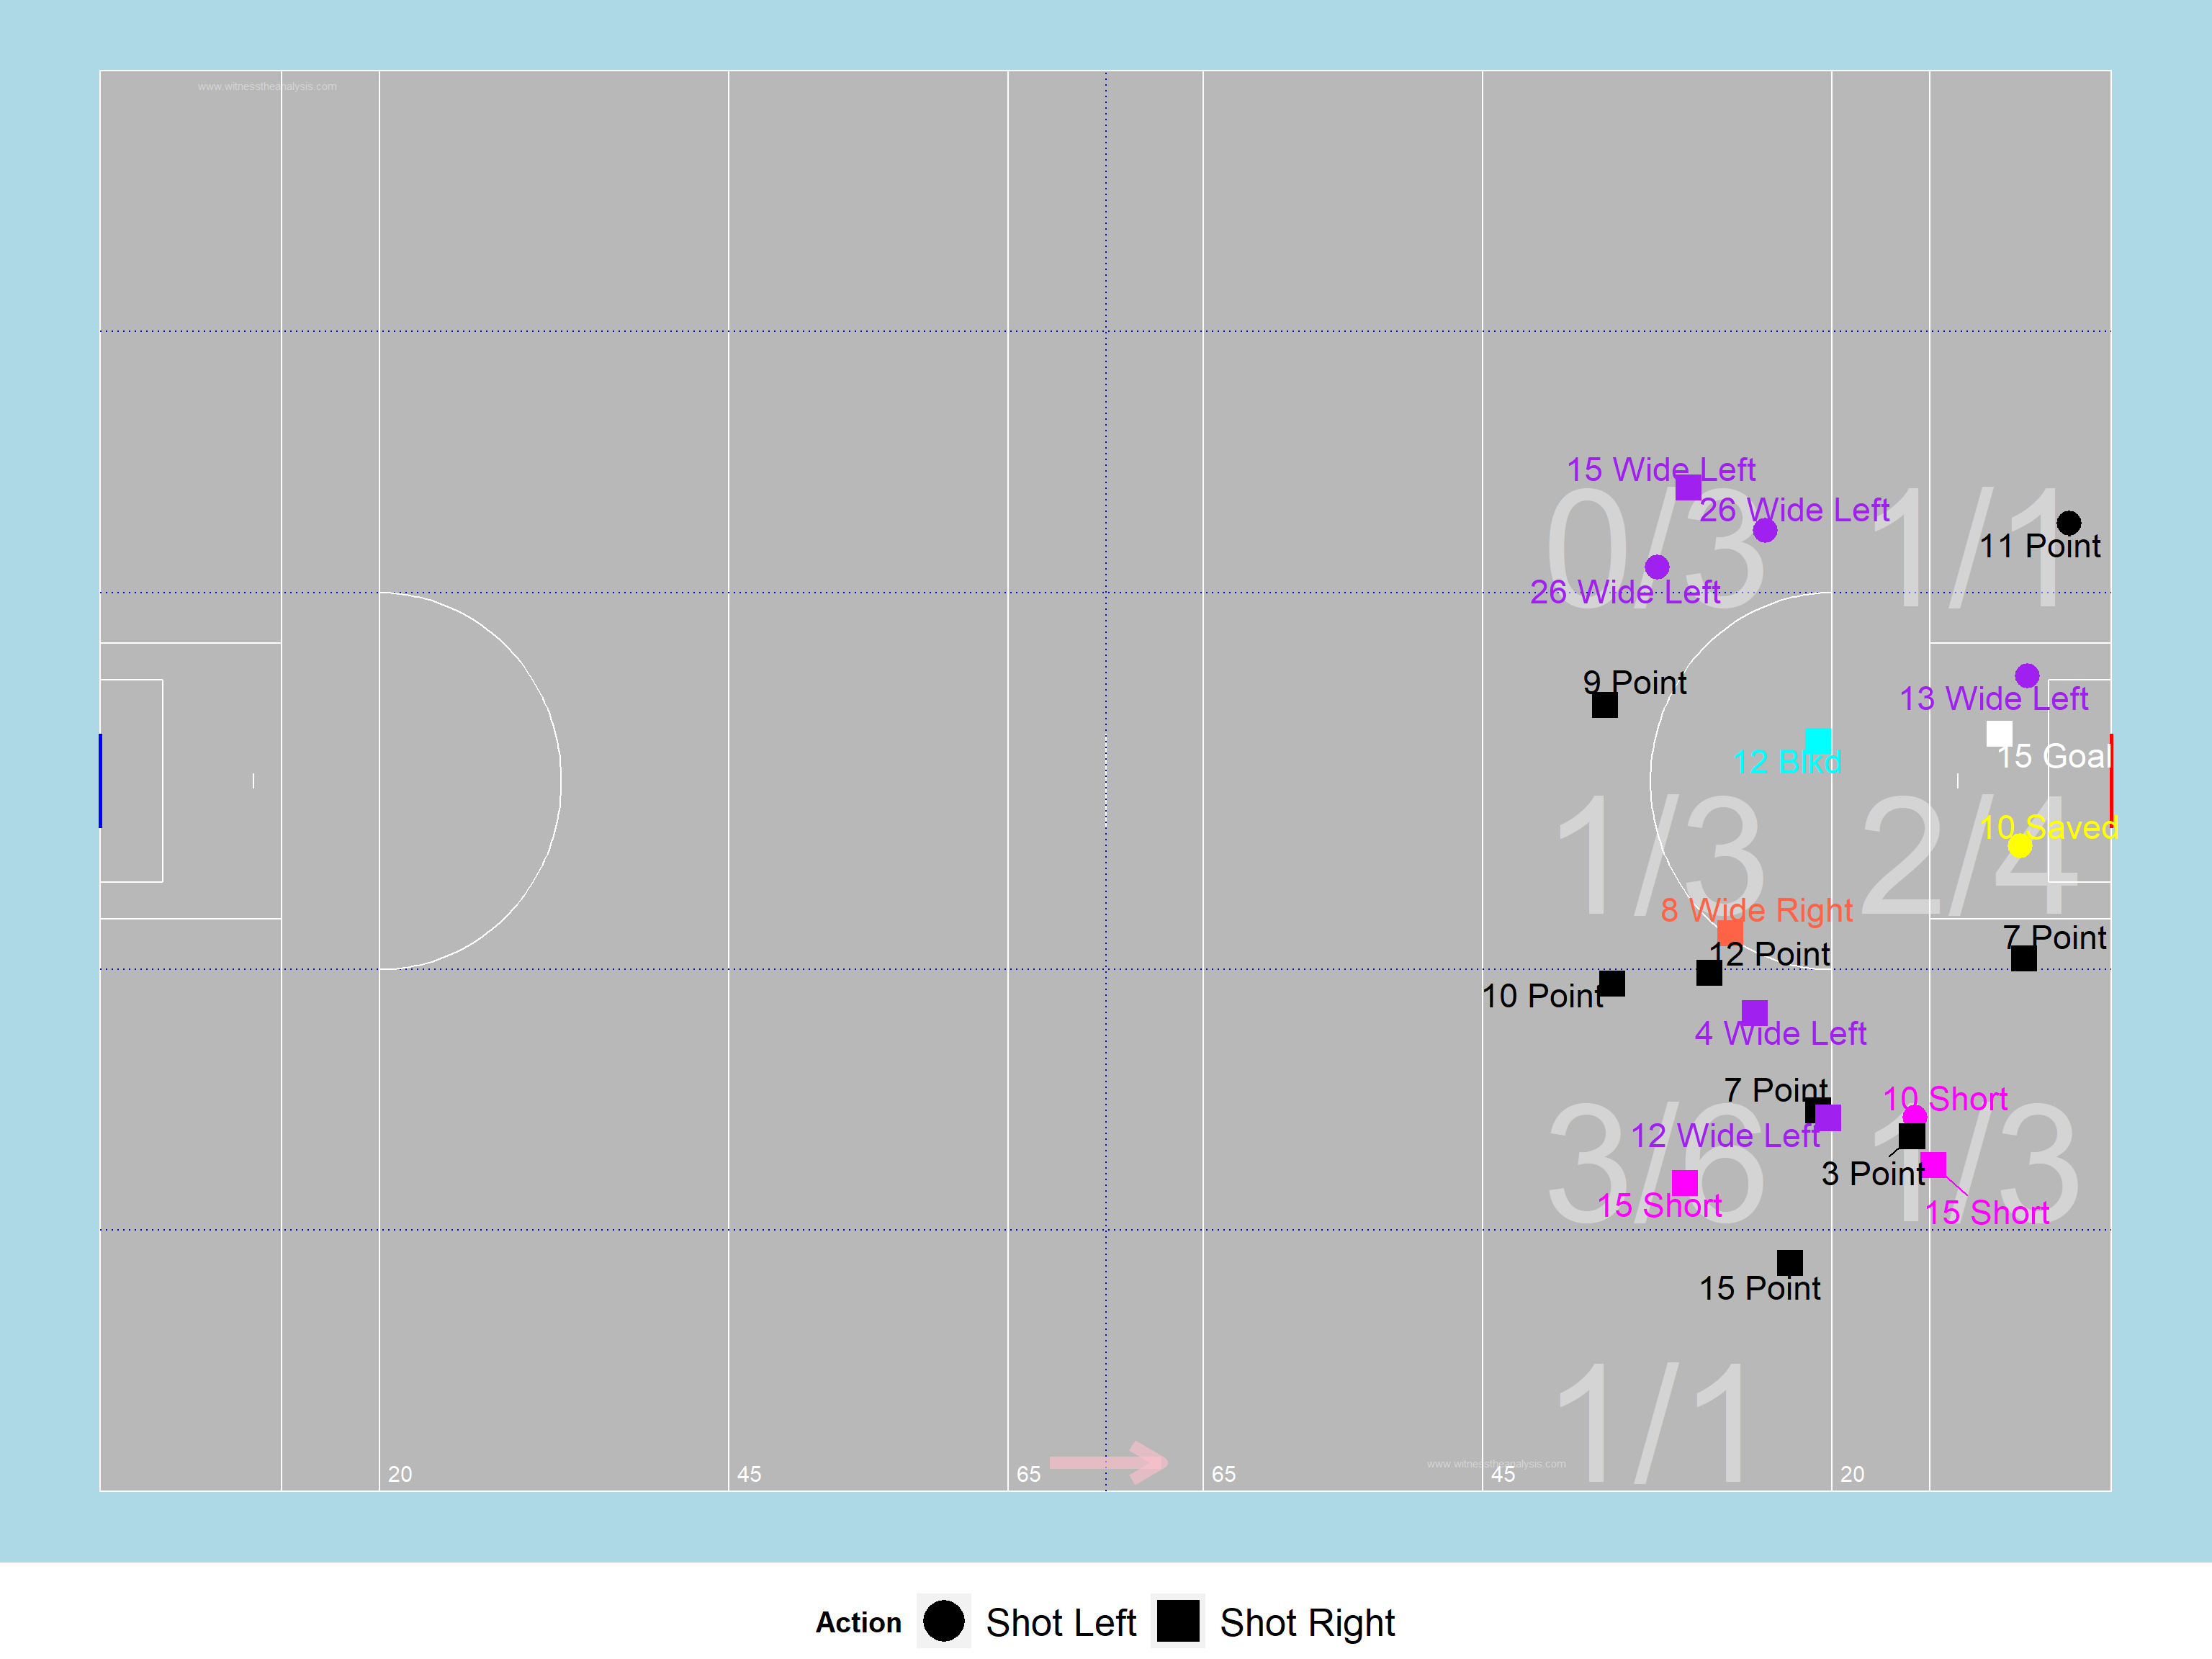 www.witnesstheanalysis.com
15 Wide Left
26 Wide Left
0/3
1/1
11 Point
26 Wide Left
9 Point
13 Wide Left
12 Blkd
15 Goal
1/3
2/4
10 Saved
8 Wide Right
7 Point
12 Point
10 Point
4 Wide Left
7 Point
10 Short
12 Wide Left
3/6
1/3
3 Point
15 Short
15 Short
15 Point
1/1
www.witnesstheanalysis.com
20
45
65
65
45
20
Action Shot Left Shot Right